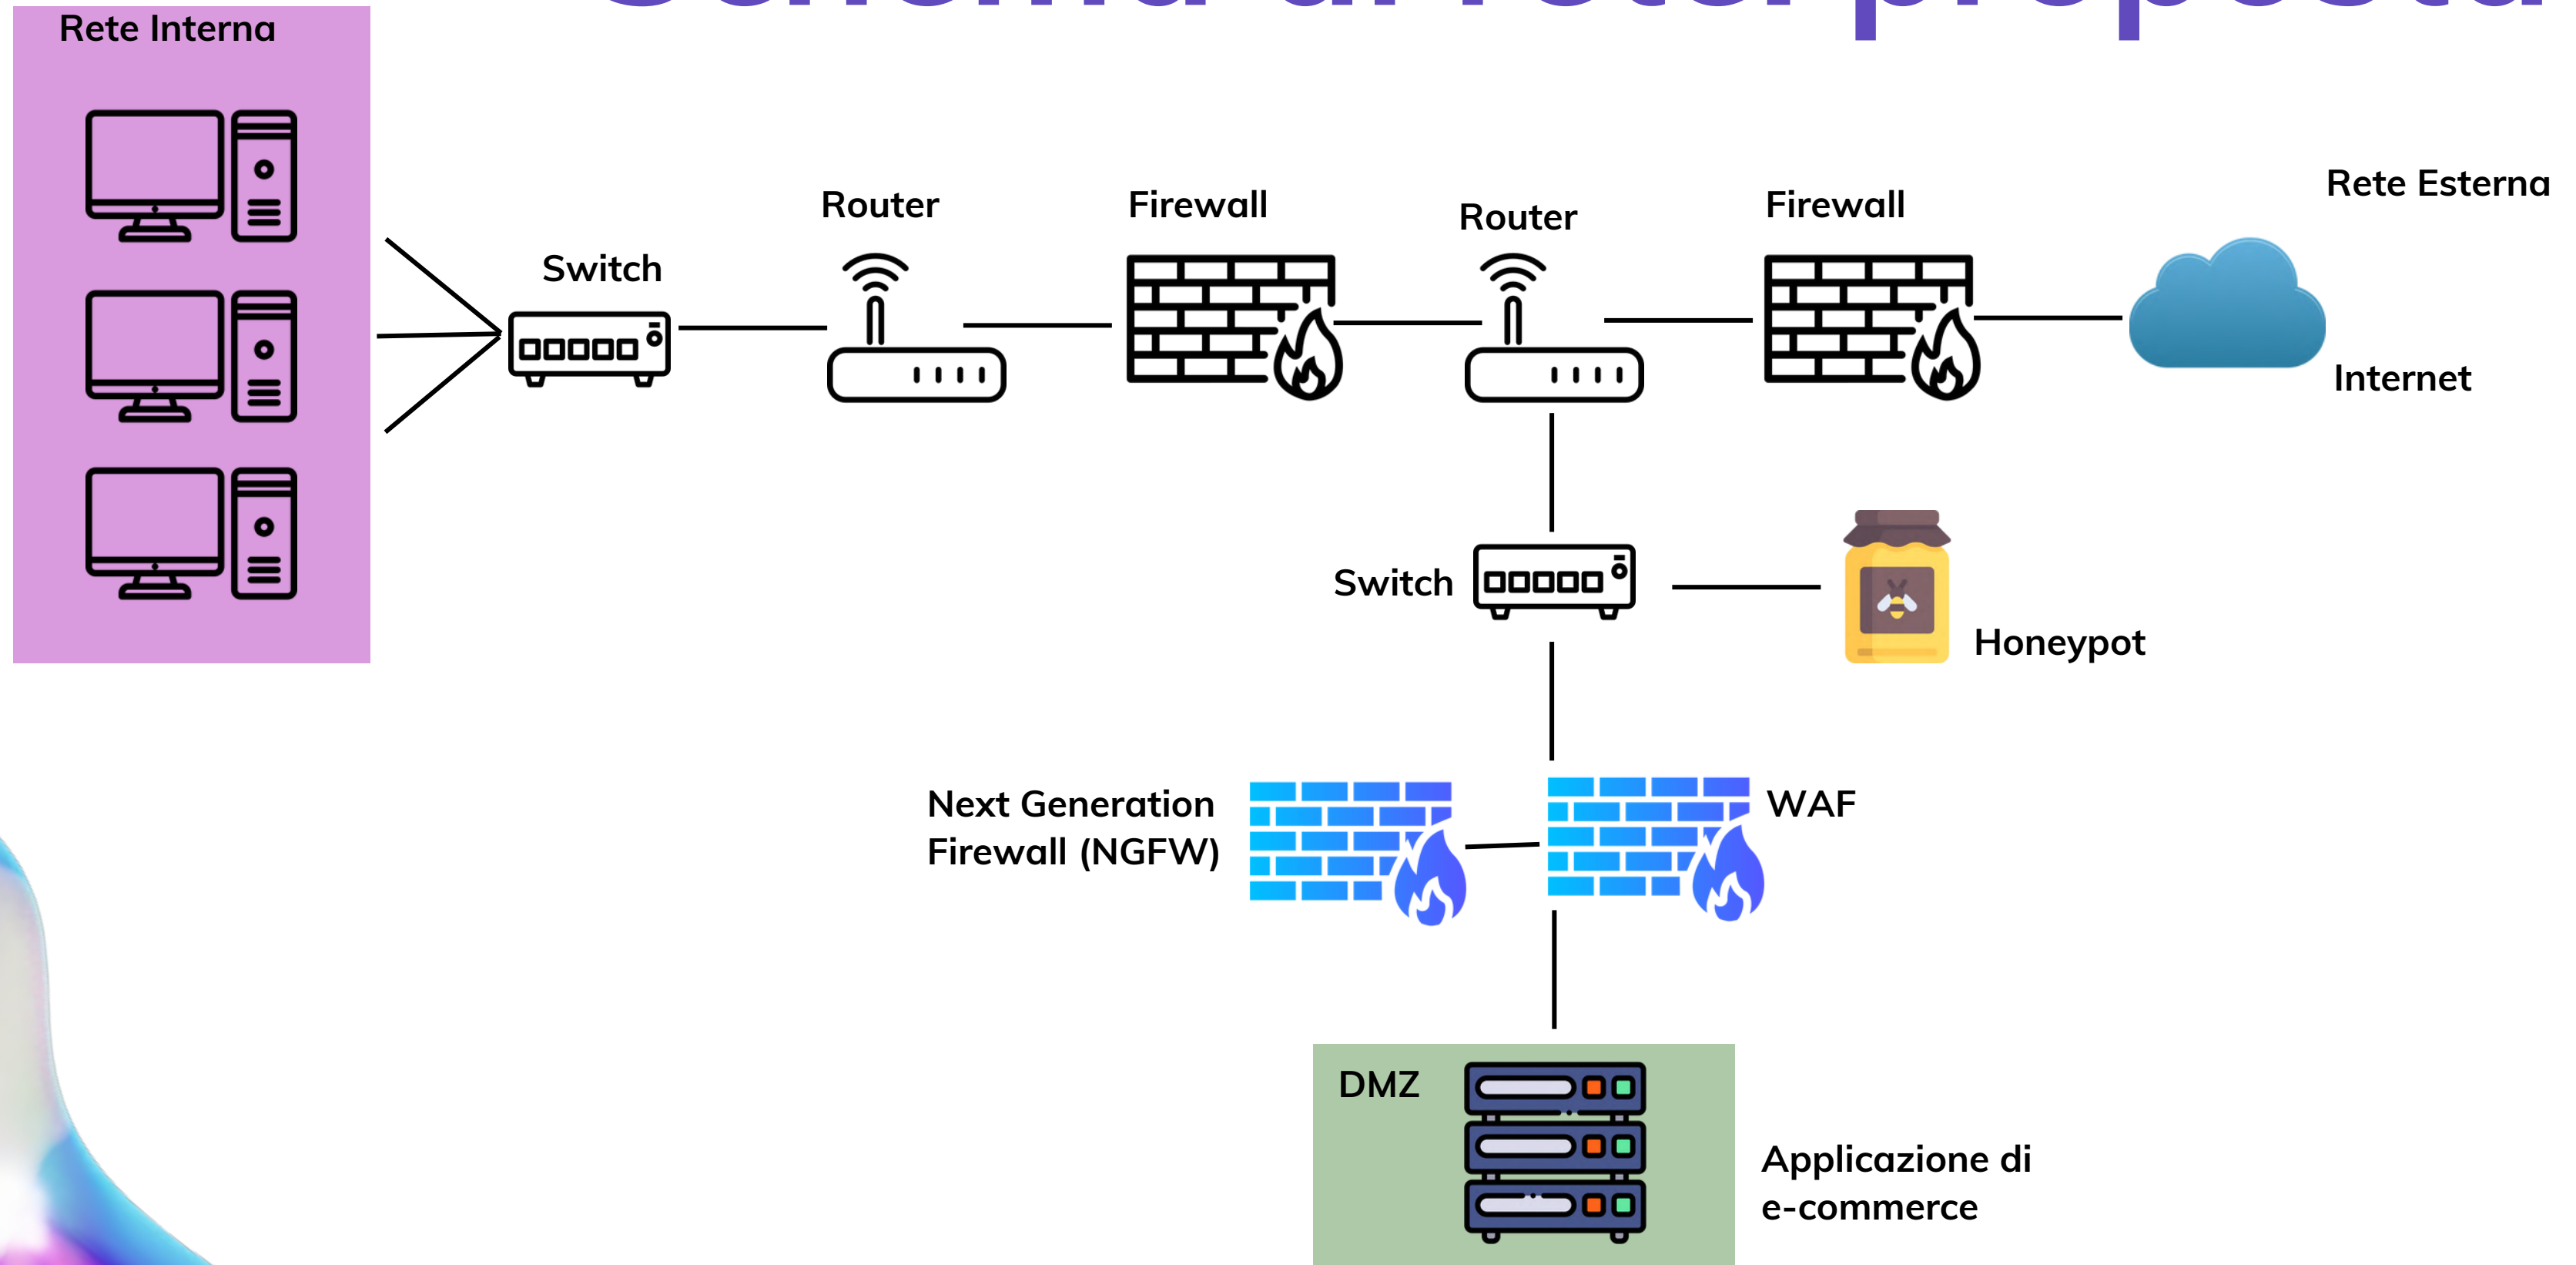 Rete Interna
Rete Esterna
Router
Firewall
Router
Firewall
Switch
Internet
Switch
Honeypot
Next Generation
Firewall (NGFW)
WAF
DMZ
Applicazione di
e-commerce